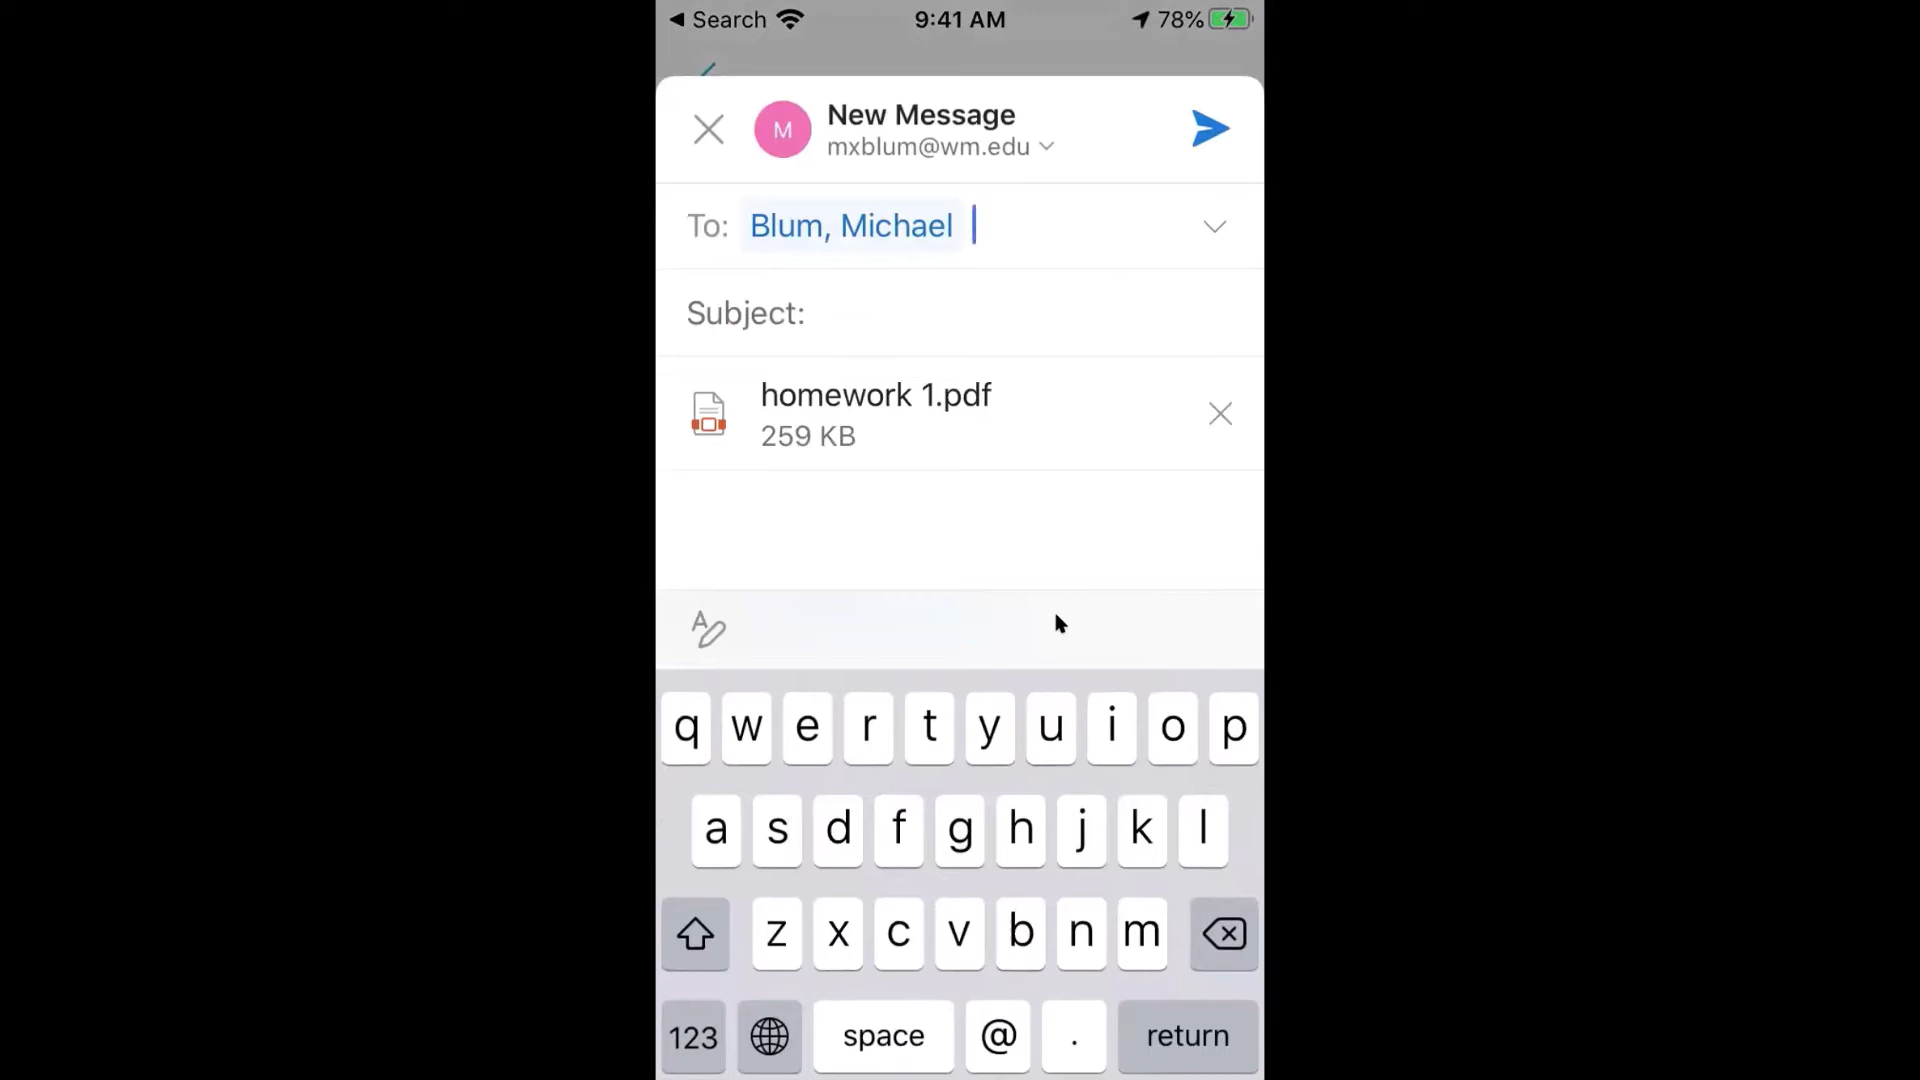 Search 9:41 AM 78%
M
New Message
mxblum@wm.edu
To: Blum, Michael
Subject:
homework 1.pdf
259 KB
A
q w e r t y u i o p
a s d f g h j k l
z x c v b n m
123 space @ . return